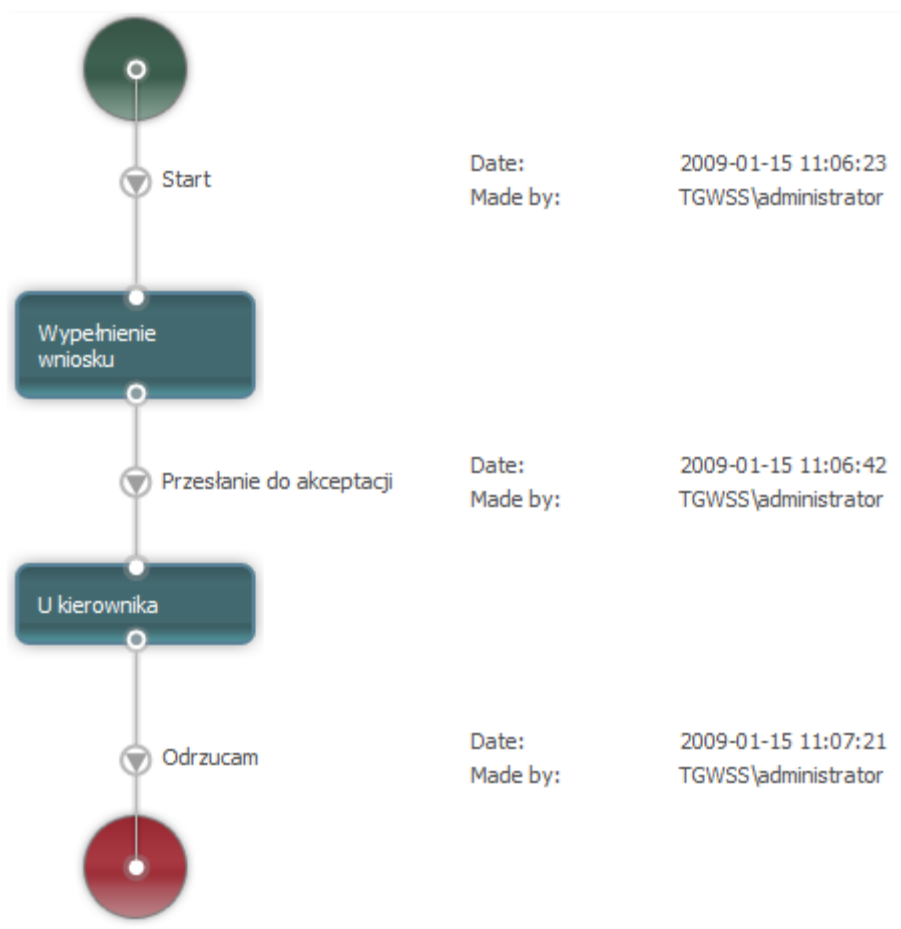 Start
Date: 2009-01-15 11:06:23
Made by: TGWSS\administrator
Wypełnienie
wniosku
Przesłanie do akceptacji
Date: 2009-01-15 11:06:42
Made by: TGWSS\administrator
U kierownika
Odrzucam
Date: 2009-01-15 11:07:21
Made by: TGWSS\administrator